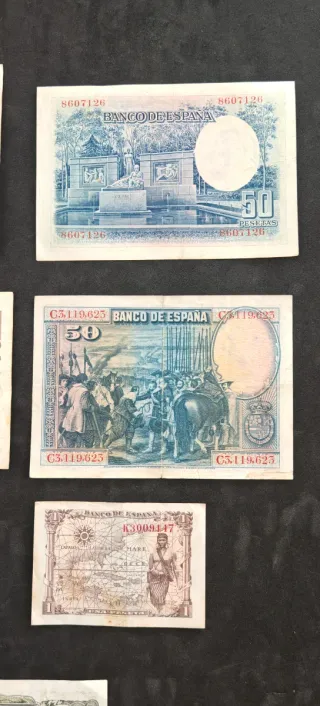 8607126 8607126
BANCO DE ESPAÑA
50
PESETAS
8607126 8607126
C3,119,623 BANCO DE ESPAÑA C3,119,623
50
C3,119,623 C3,119,623
BANCO DE ESPAÑA
1 K3009147
MARE
1